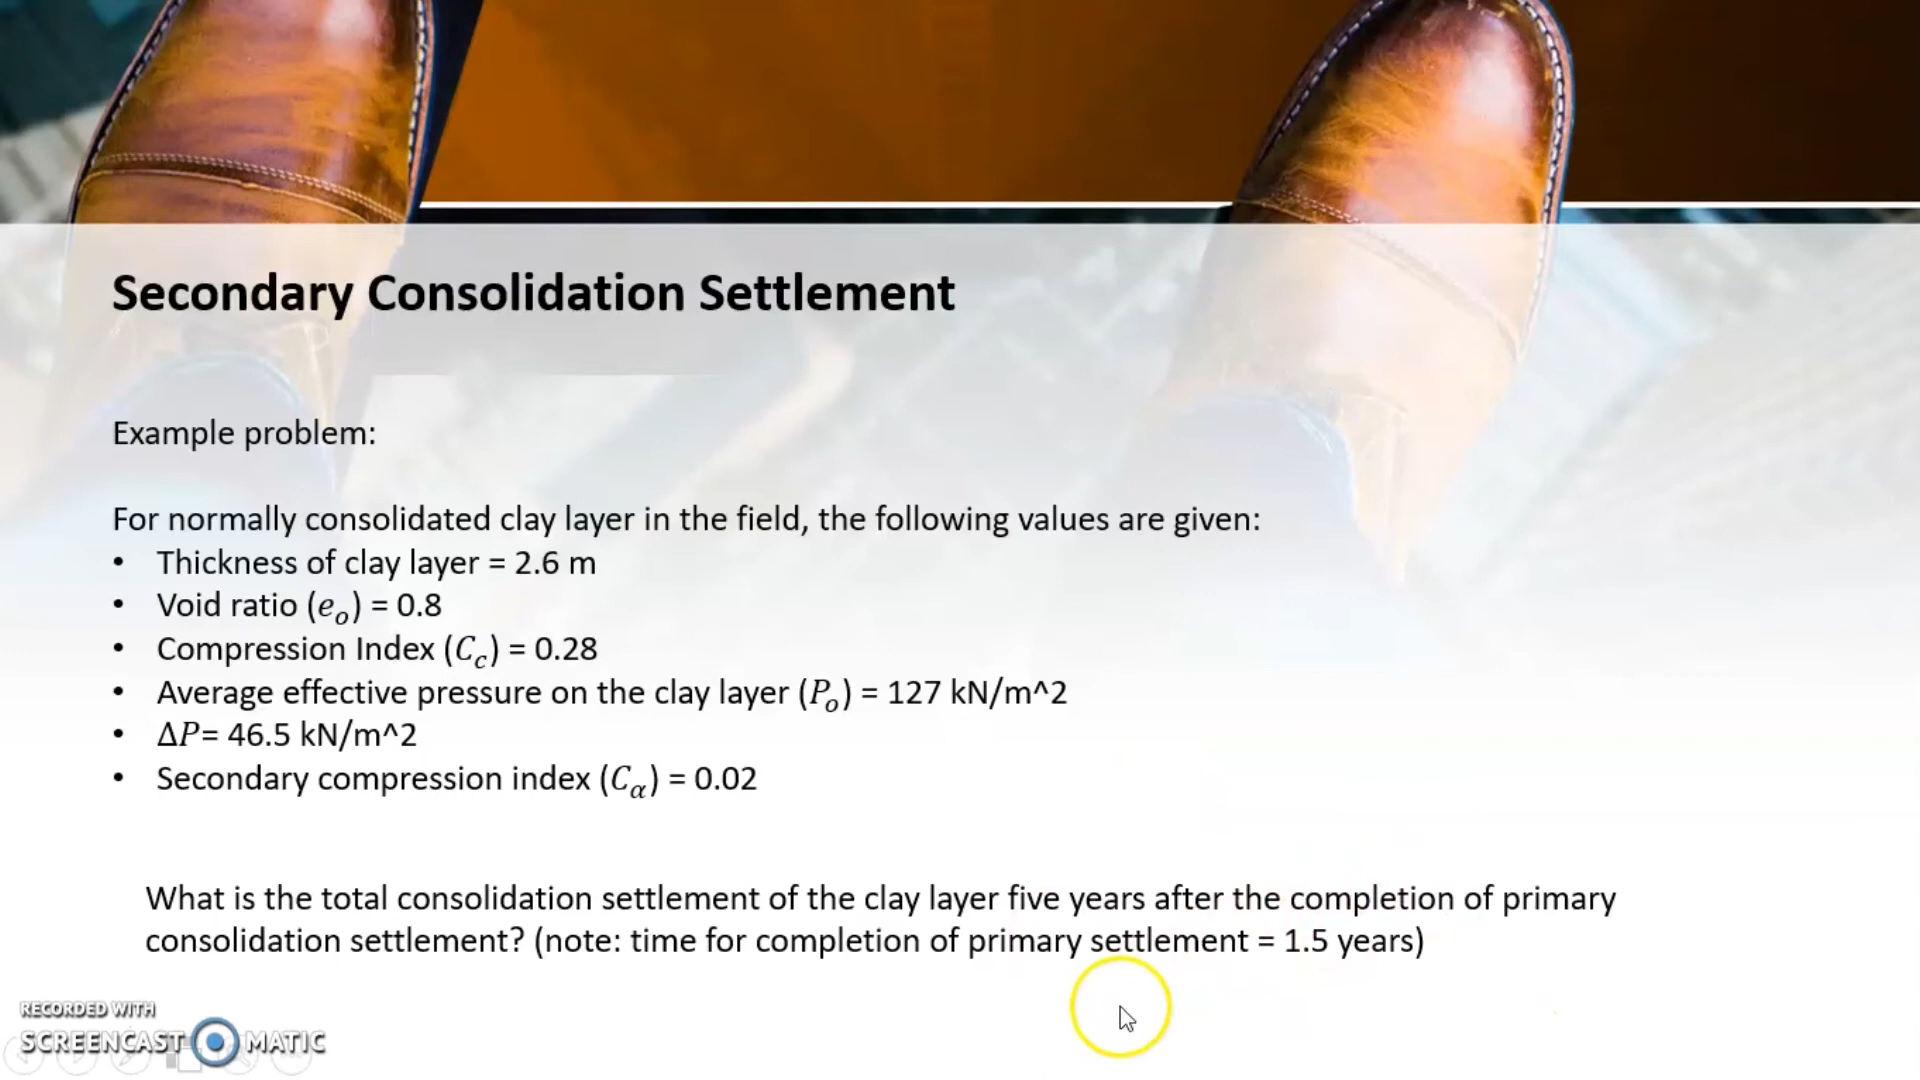 Secondary Consolidation Settlement
Example problem:
For normally consolidated clay layer in the field, the following values are given:
• Thickness of clay layer = 2.6 m
• Void ratio (eₒ) = 0.8
• Compression Index (C꜀) = 0.28
• Average effective pressure on the clay layer (Pₒ) = 127 kN/m^2
• ΔP= 46.5 kN/m^2
• Secondary compression index (Cα) = 0.02
What is the total consolidation settlement of the clay layer five years after the completion of primary
consolidation settlement? (note: time for completion of primary settlement = 1.5 years)
RECORDED WITH
SCREENCAST MATIC